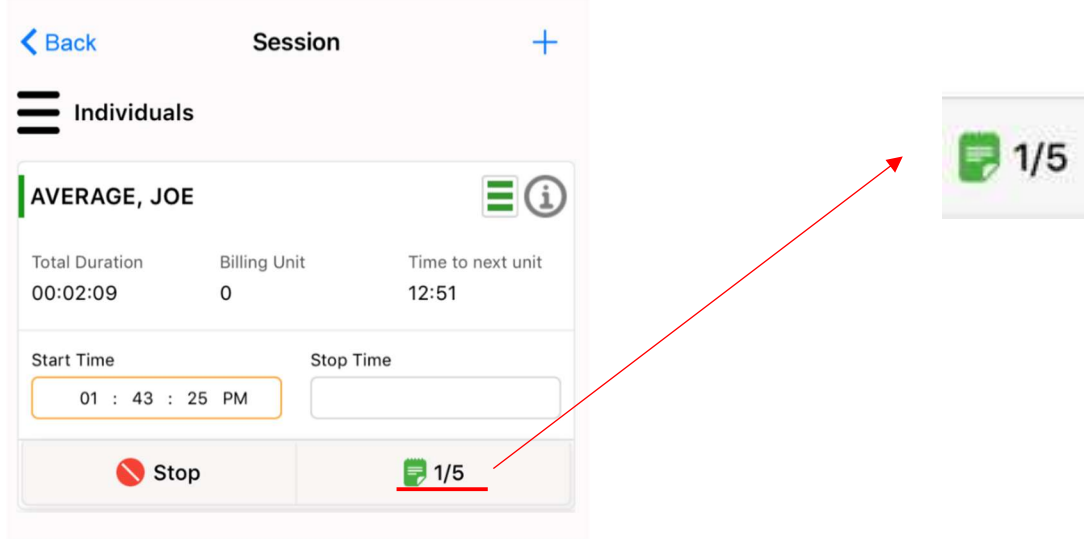 Back Session +
Individuals
AVERAGE, JOE
Total Duration Billing Unit Time to next unit
00:02:09 0 12:51
Start Time Stop Time
01 : 43 : 25 PM
Stop 1/5
1/5